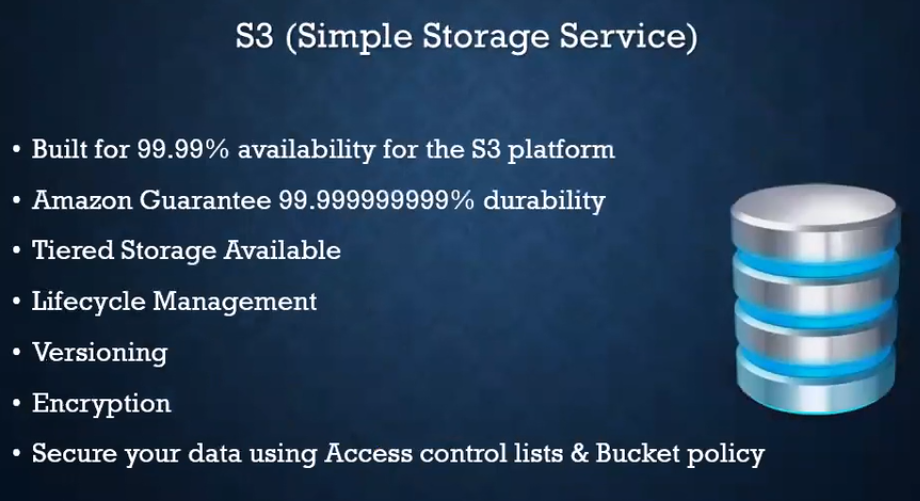 S3 (Simple Storage Service)
• Built for 99.99% availability for the S3 platform
• Amazon Guarantee 99.999999999% durability
• Tiered Storage Available
• Lifecycle Management
• Versioning
• Encryption
• Secure your data using Access control lists & Bucket policy